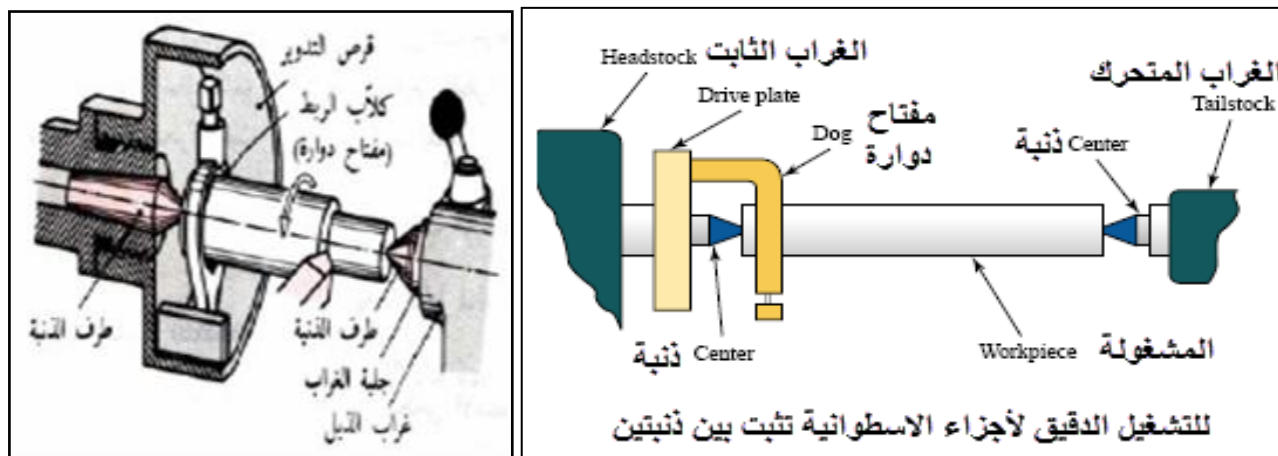 قرص التدوير
كلآب الربط
(مفتاح دوارة)
طرف الذنبة
طرف الذنبة
جلبة الغراب
غراب الذيل
الغراب الثابت
Headstock
Drive plate
مفتاح
دوارة
Dog
الغراب المتحرك
Tailstock
ذنبة Center
ذنبة Center
Workpiece المشغولة
للتشغيل الدقيق لأجزاء الاسطوانية تثبت بين ذنبتين